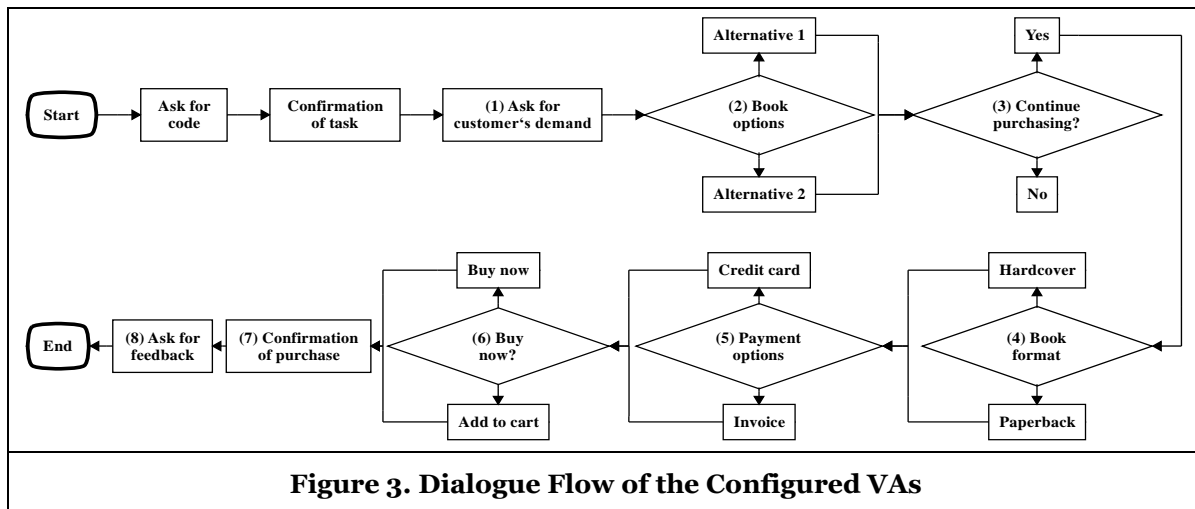 Alternative 1
Yes
Start
Ask for
code
Confirmation
of task
(1) Ask for
customer‘s demand
(2) Book
options
(3) Continue
purchasing?
Alternative 2
No
Buy now
Credit card
Hardcover
End
(8) Ask for
feedback
(7) Confirmation
of purchase
(6) Buy
now?
(5) Payment
options
(4) Book
format
Add to cart
Invoice
Paperback
Figure 3. Dialogue Flow of the Configured VAs